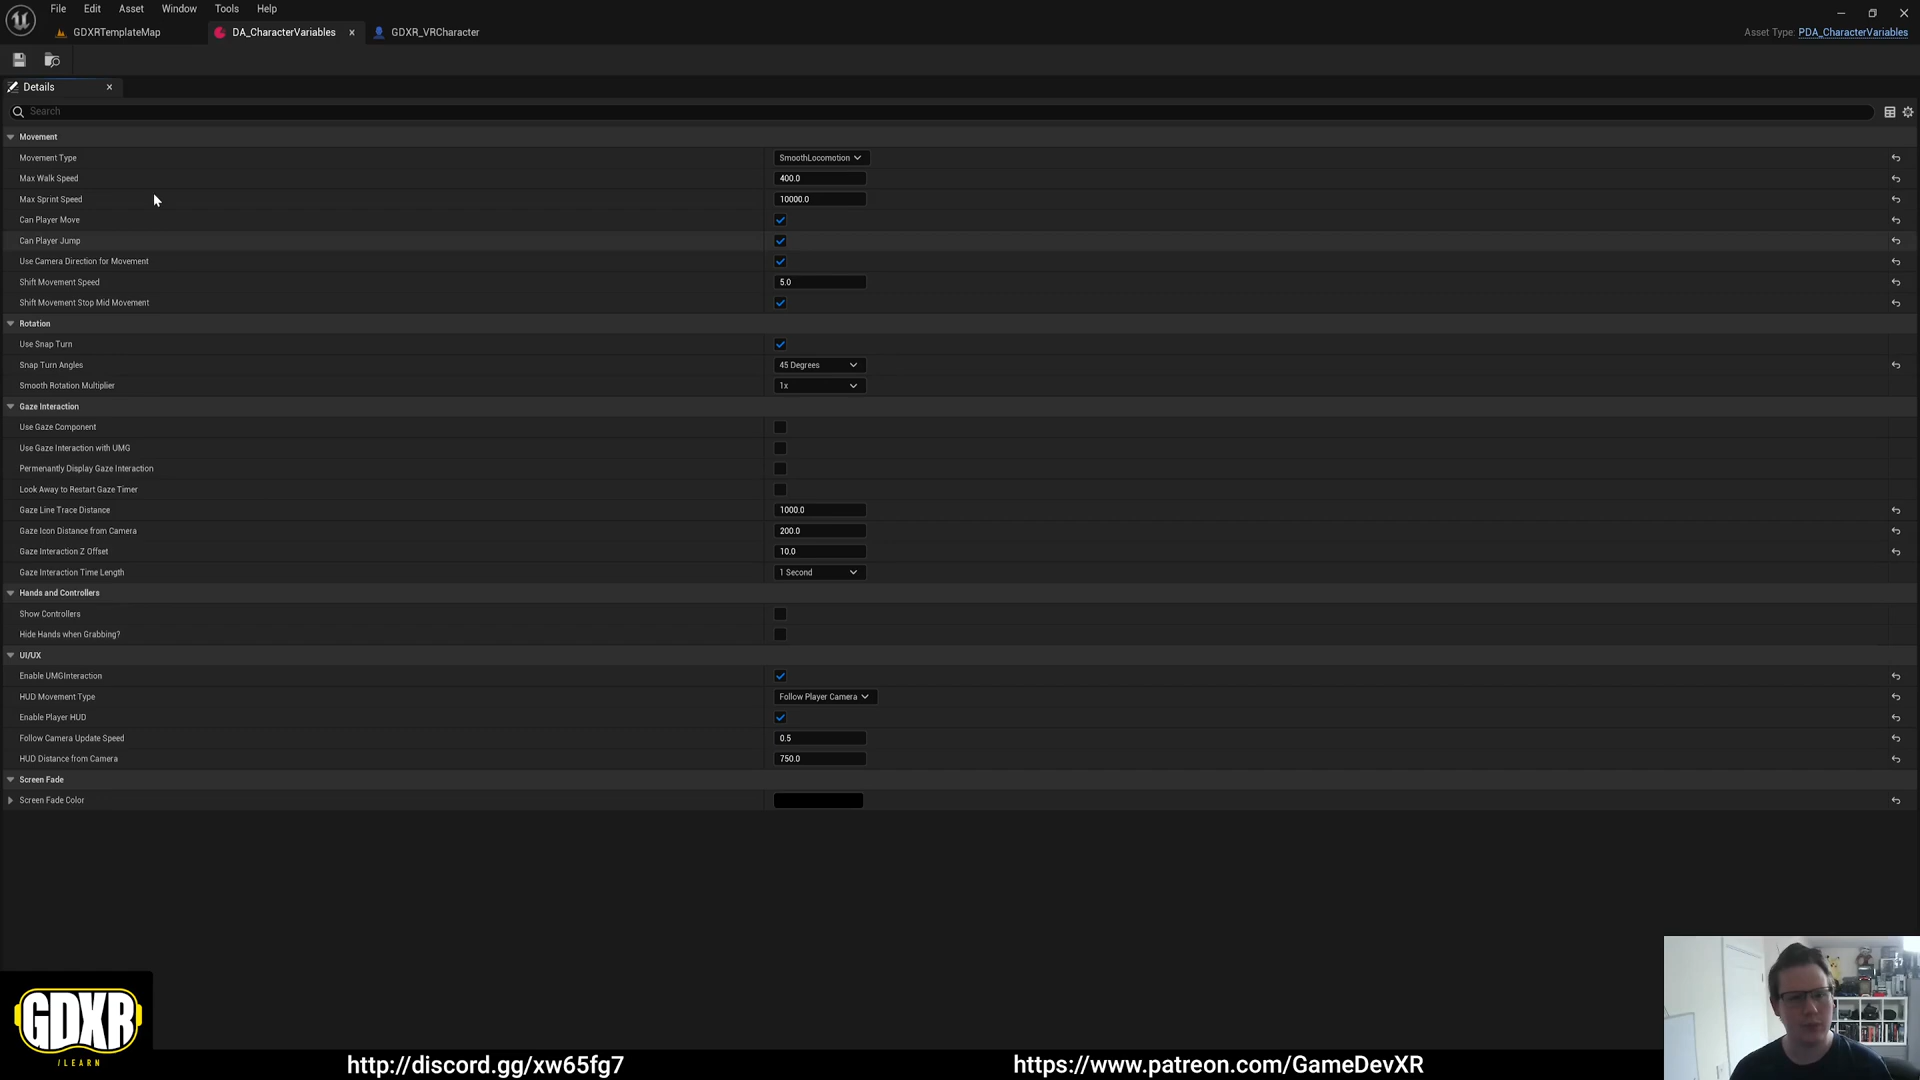 File Edit Asset Window Tools Help
GDXRTemplateMap DA_CharacterVariables GDXR_VRCharacter Asset Type: PDA_CharacterVariables
Details
Search
Movement
Movement Type SmoothLocomotion
Max Walk Speed 400.0
Max Sprint Speed 10000.0
Can Player Move
Can Player Jump
Use Camera Direction for Movement
Shift Movement Speed 5.0
Shift Movement Stop Mid Movement
Rotation
Use Snap Turn
Snap Turn Angles 45 Degrees
Smooth Rotation Multiplier 1x
Gaze Interaction
Use Gaze Component
Use Gaze Interaction with UMG
Permenantly Display Gaze Interaction
Look Away to Restart Gaze Timer
Gaze Line Trace Distance 1000.0
Gaze Icon Distance from Camera 200.0
Gaze Interaction Z Offset 10.0
Gaze Interaction Time Length 1 Second
Hands and Controllers
Show Controllers
Hide Hands when Grabbing?
UI/UX
Enable UMGInteraction
HUD Movement Type Follow Player Camera
Enable Player HUD
Follow Camera Update Speed 0.5
HUD Distance from Camera 750.0
Screen Fade
Screen Fade Color
GDXR
/LEARN
http://discord.gg/xw65fg7 https://www.patreon.com/GameDevXR